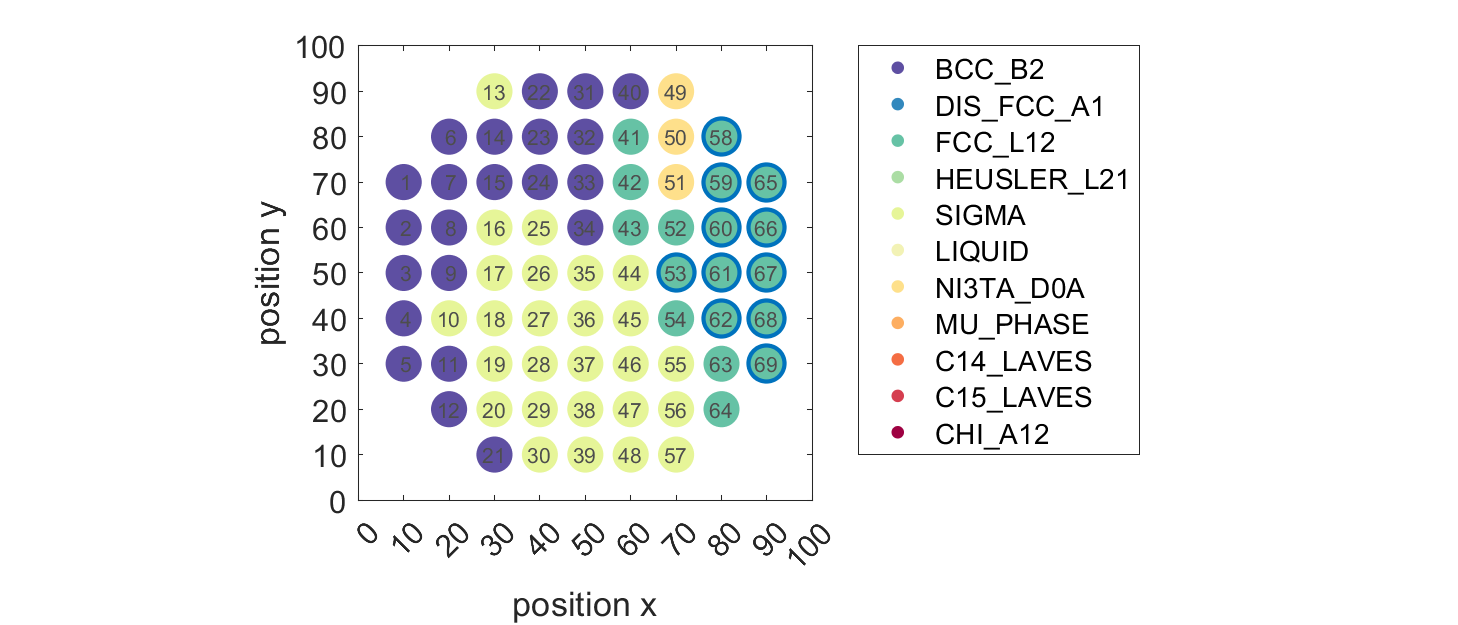 100
90
80
70
60
50
40
30
20
10
0
13 22 31 40 49
6 14 23 32 41 50 58
1 7 15 24 33 42 51 59 65
2 8 16 25 34 43 52 60 66
3 9 17 26 35 44 53 61 67
4 10 18 27 36 45 54 62 68
5 11 19 28 37 46 55 63 69
12 20 29 38 47 56 64
21 30 39 48 57
0 10 20 30 40 50 60 70 80 90 100
position x
position y
BCC_B2
DIS_FCC_A1
FCC_L12
HEUSLER_L21
SIGMA
LIQUID
NI3TA_D0A
MU_PHASE
C14_LAVES
C15_LAVES
CHI_A12